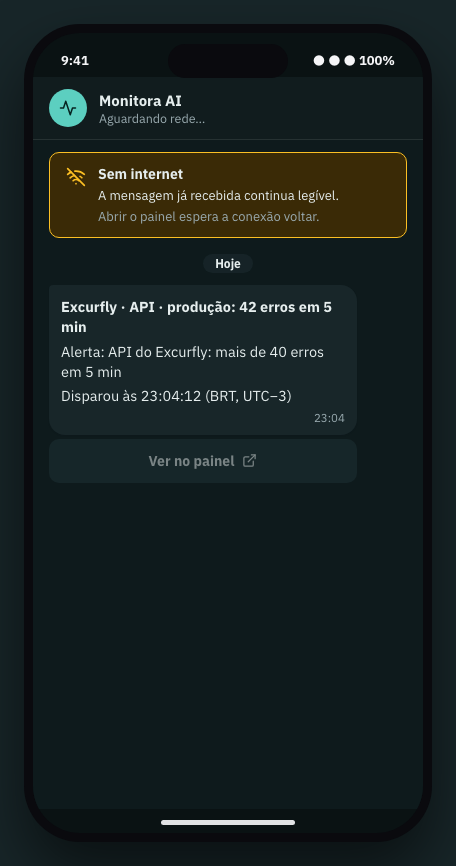 9:41
100%
Monitora AI
Aguardando rede...
Sem internet
A mensagem já recebida continua legível.
Abrir o painel espera a conexão voltar.
Hoje
Excurfly · API · produção: 42 erros em 5
min
Alerta: API do Excurfly: mais de 40 erros
em 5 min
Disparou às 23:04:12 (BRT, UTC−3)
23:04
Ver no painel